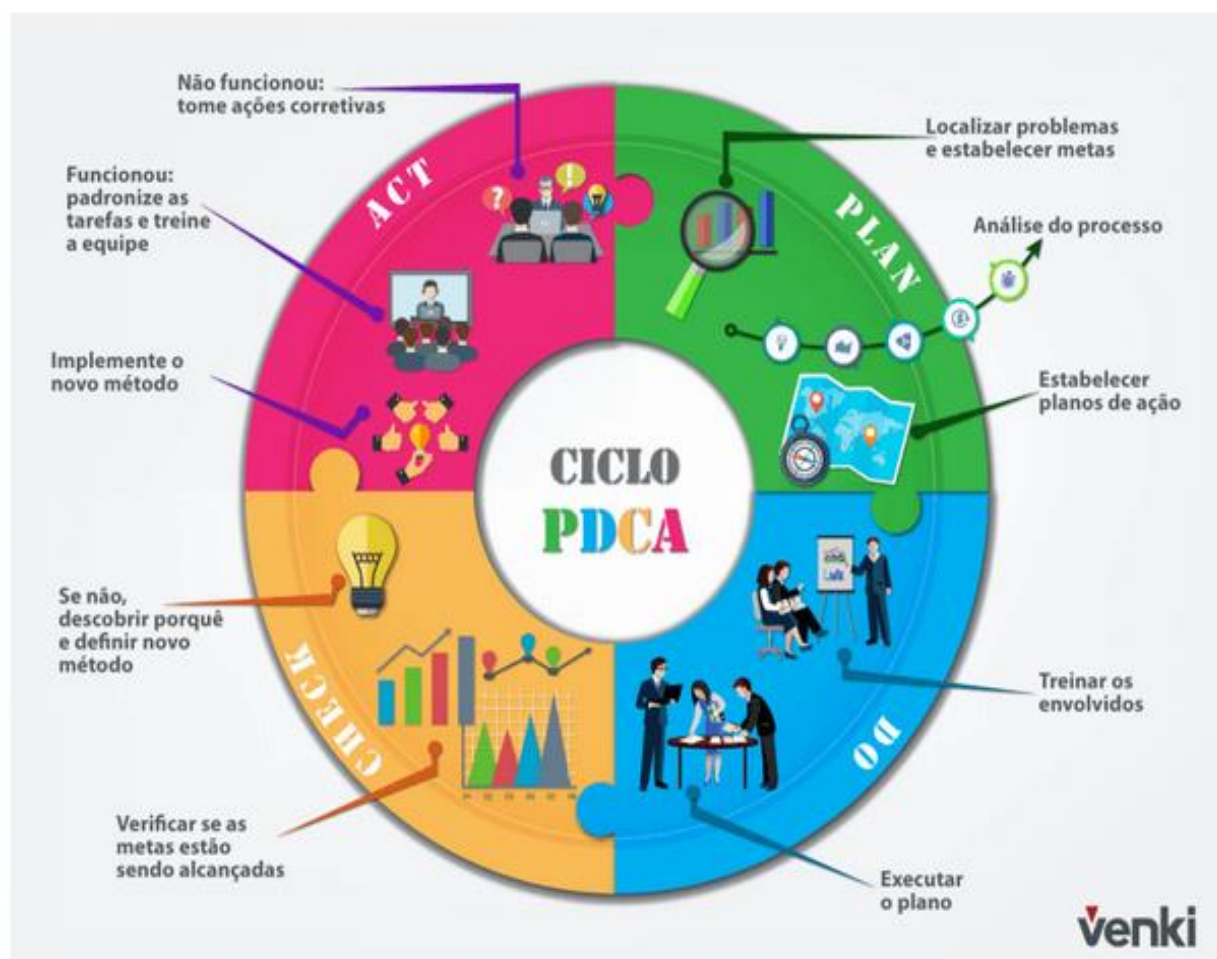 CICLO
PDCA
PLAN
Localizar problemas
e estabelecer metas
Análise do processo
Estabelecer
planos de ação
DO
Treinar os
envolvidos
Executar
o plano
CHECK
Verificar se as
metas estão
sendo alcançadas
Se não,
descobrir porquê
e definir novo
método
ACT
Implemente o
novo método
Funcionou:
padronize as
tarefas e treine
a equipe
Não funcionou:
tome ações corretivas
venki